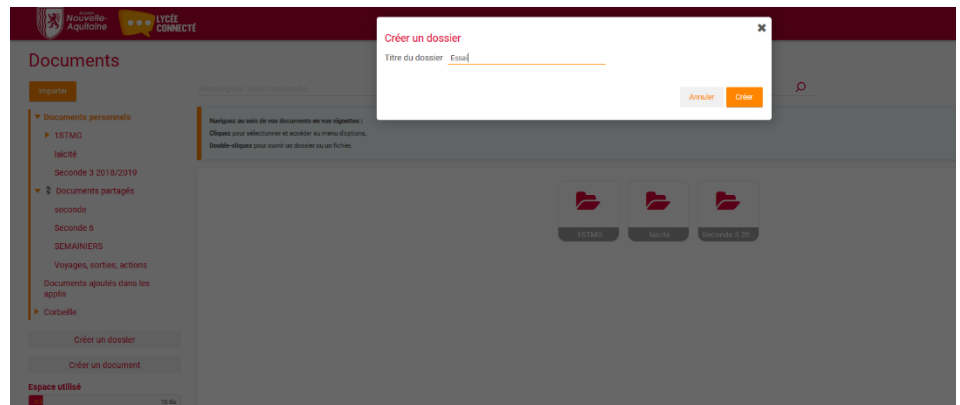 Nouvelle-
Aquitaine
LYCÉE
CONNECTÉ
Créer un dossier
Titre du dossier Essai
Annuler Créer
Documents
Importer
Documents personnels
1STMG
laicité
Seconde 3 2018/2019
Documents partagés
seconde
Seconde 6
SEMAINIERS
Voyages, sorties, actions
Documents ajoutés dans les
applis
Corbeille
Créer un dossier
Créer un document
Espace utilisé
Naviguez au sein de vos documents en vue vignettes :
Cliquez pour sélectionner et accéder au menu d'options,
Double-cliquez pour ouvrir un dossier ou un fichier.
1STMG laicité Seconde 3 20...